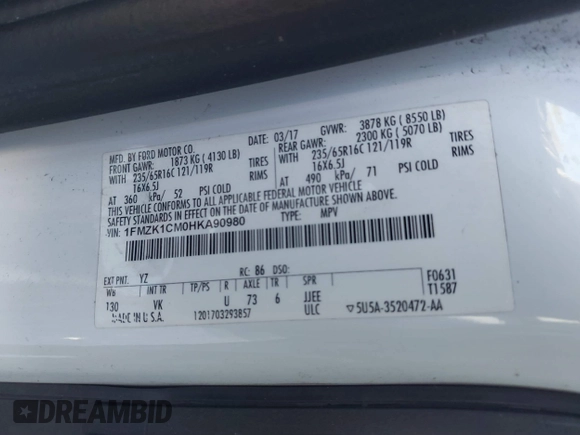 MFD. BY FORD MOTOR CO.
DATE: 03/17 GVWR: 3878 KG ( 8550 LB)
FRONT GAWR: 1873 KG ( 4130 LB) REAR GAWR: 2300 KG ( 5070 LB)
WITH 235/65R16C 121/119R TIRES WITH 235/65R16C 121/119R TIRES
16X6.5J RIMS 16X6.5J RIMS
AT 360 kPa/ 52 PSI COLD AT 490 kPa/ 71 PSI COLD
THIS VEHICLE CONFORMS TO ALL APPLICABLE FEDERAL MOTOR VEHICLE
SAFETY STANDARDS IN EFFECT ON THE DATE OF MANUFACTURE SHOWN ABOVE.
VIN: 1FMZK1CM0HKA90980 TYPE: MPV
EXT PNT: YZ RC: 86 DSO:
WB INT TR TP/PS R AXLE TR SPR F0631
130 VK U 73 6 JJEE T1587
MADE IN U.S.A. 1201703293857 ULC ▽5U5A-3520472-AA
DREAMBID